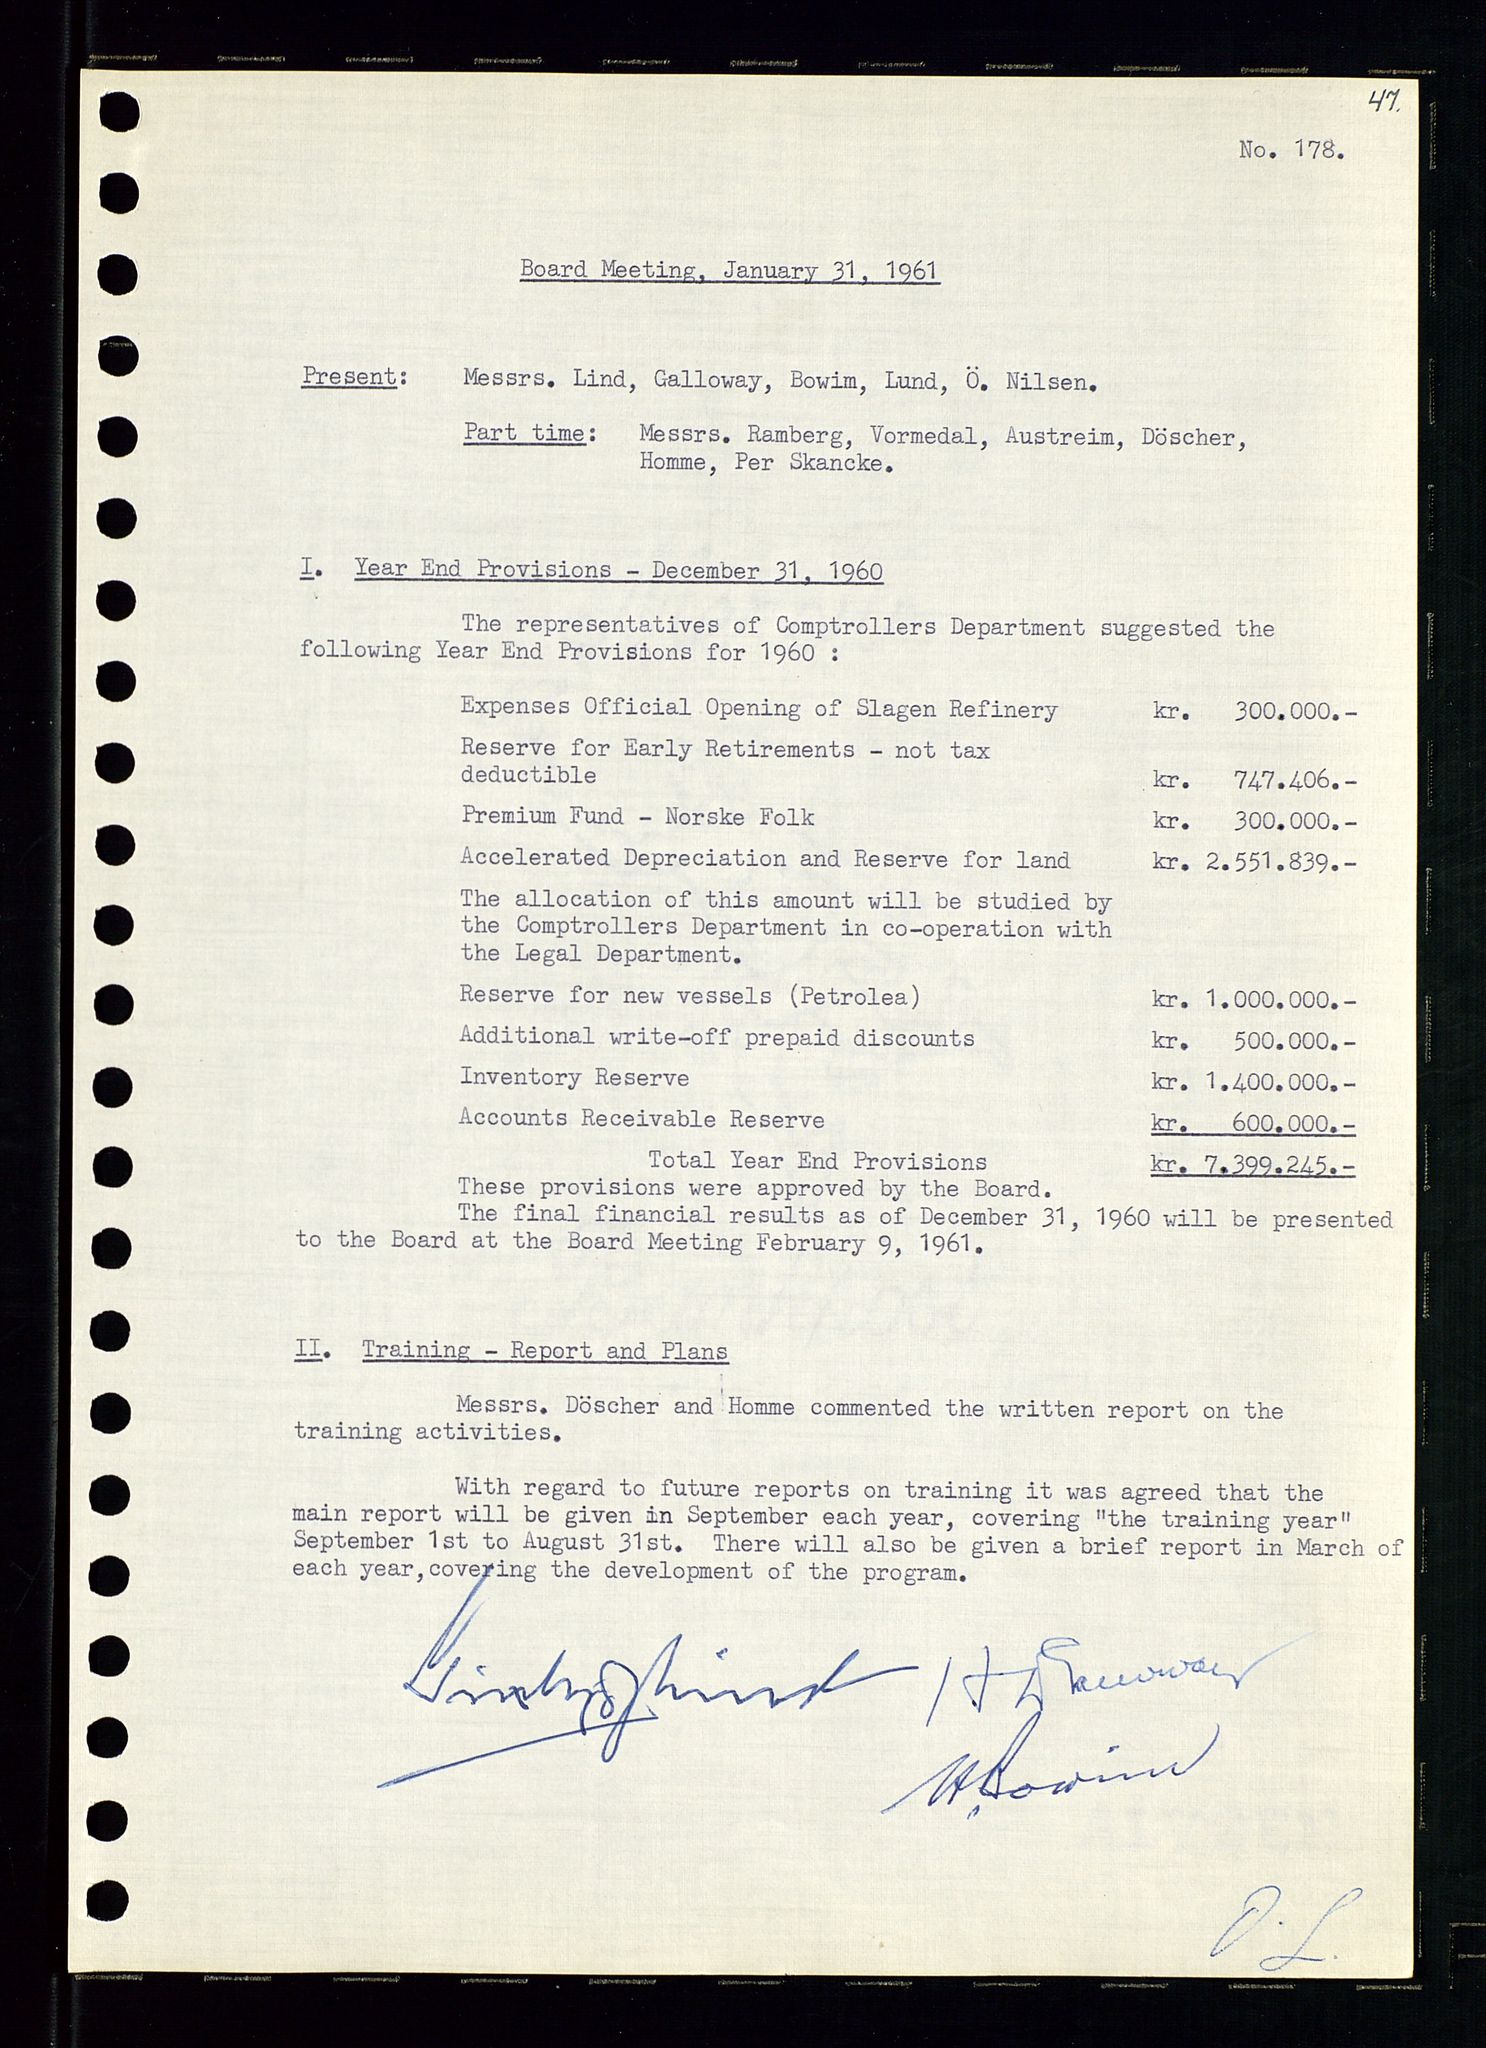 47.
No. 178.
Board Meeting, January 31, 1961
Present: Messrs. Lind, Galloway, Bowim, Lund, Ö. Nilsen.
Part time: Messrs. Ramberg, Vormedal, Austreim, Döscher,
Homme, Per Skancke.
I. Year End Provisions - December 31, 1960
The representatives of Comptrollers Department suggested the
following Year End Provisions for 1960 :
Expenses Official Opening of Slagen Refinery kr. 300.000.-
Reserve for Early Retirements - not tax
deductible kr. 747.406.-
Premium Fund - Norske Folk kr. 300.000.-
Accelerated Depreciation and Reserve for land kr. 2.551.839.-
The allocation of this amount will be studied by
the Comptrollers Department in co-operation with
the Legal Department.
Reserve for new vessels (Petrolea) kr. 1.000.000.-
Additional write-off prepaid discounts kr. 500.000.-
Inventory Reserve kr. 1.400.000.-
Accounts Receivable Reserve kr. 600.000.-
Total Year End Provisions kr. 7.399.245.-
These provisions were approved by the Board.
The final financial results as of December 31, 1960 will be presented
to the Board at the Board Meeting February 9, 1961.
II. Training - Report and Plans
Messrs. Döscher and Homme commented the written report on the
training activities.
With regard to future reports on training it was agreed that the
main report will be given in September each year, covering "the training year"
September 1st to August 31st. There will also be given a brief report in March of
each year,covering the development of the program.
H. Bowim
O. L.